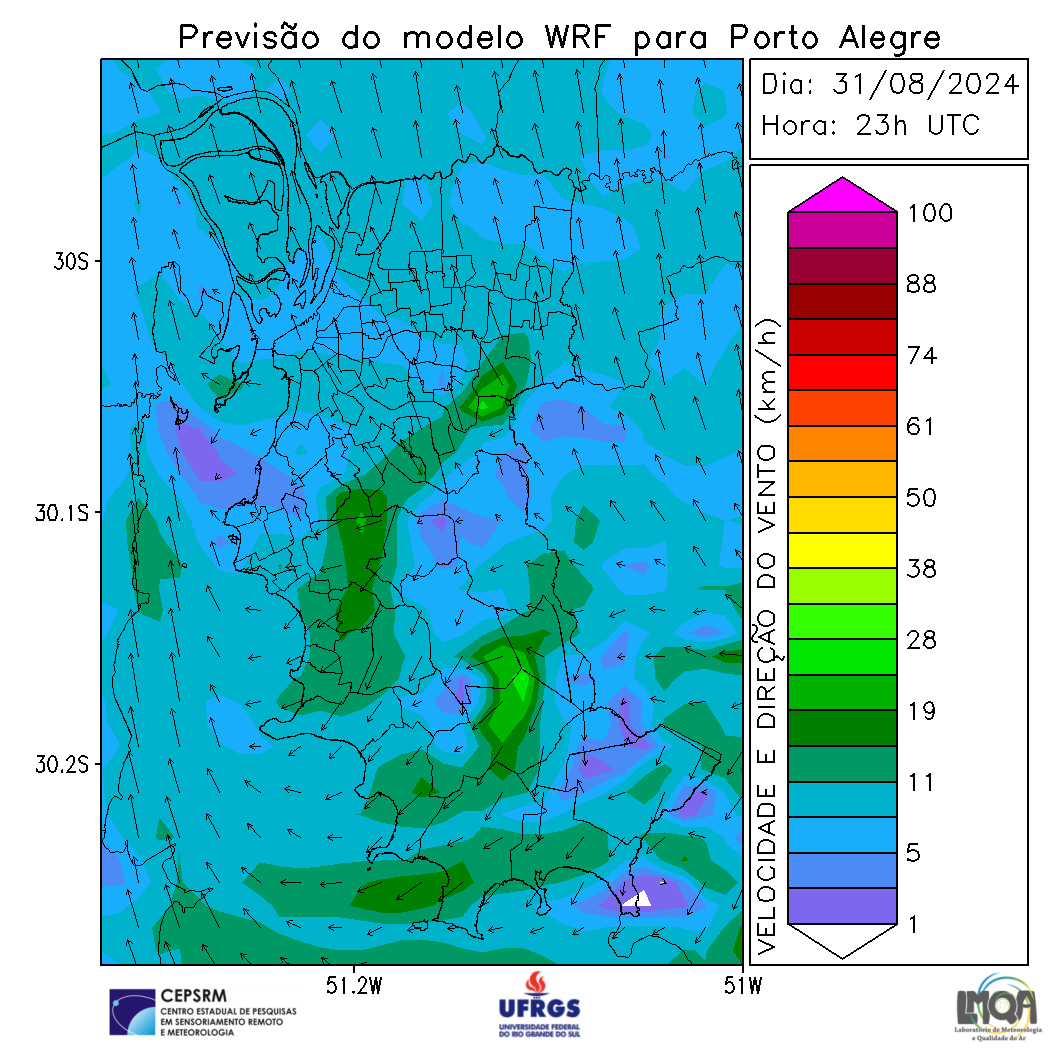 Previsão do modelo WRF para Porto Alegre
Dia: 31/08/2024
Hora: 23h UTC
30S
30.1S
30.2S
51.2W
51W
VELOCIDADE E DIREÇÃO DO VENTO (km/h)
100
88
74
61
50
38
28
19
11
5
1
CEPSRM
CENTRO ESTADUAL DE PESQUISAS
EM SENSORIAMENTO REMOTO
E METEOROLOGIA
UFRGS
UNIVERSIDADE FEDERAL
DO RIO GRANDE DO SUL
LMQA
Laboratório de Meteorologia
e Qualidade do Ar